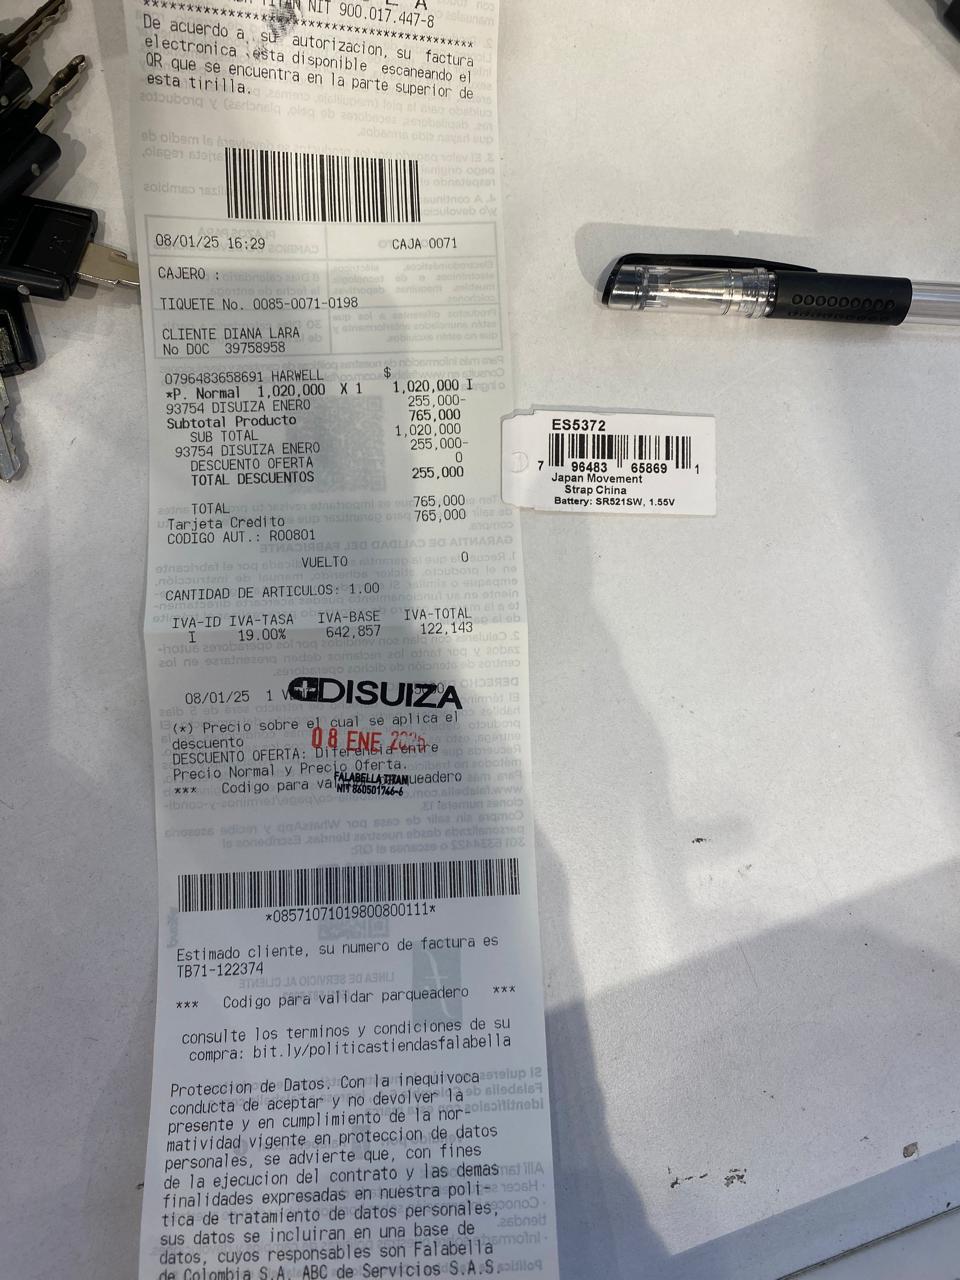 TITAN NIT 900.017.447-8
****************************************
De acuerdo a su autorizacion, su factura
electronica esta disponible escaneando el
QR que se encuentra en la parte superior de
esta tirilla.
08/01/25 16:29 CAJA 0071
CAJERO :
TIQUETE No. 0085-0071-0198
CLIENTE DIANA LARA
No DOC 39758958
$
0796483658691 HARWELL
*P. Normal 1,020,000 X 1 1,020,000 I
93754 DISUIZA ENERO 255,000-
Subtotal Producto 765,000
SUB TOTAL 1,020,000
93754 DISUIZA ENERO 255,000-
DESCUENTO OFERTA 0
TOTAL DESCUENTOS 255,000
TOTAL 765,000
Tarjeta Credito 765,000
CODIGO AUT.: R00801
VUELTO 0
CANTIDAD DE ARTICULOS: 1.00
IVA-ID IVA-TASA IVA-BASE IVA-TOTAL
I 19.00% 642,857 122,143
08/01/25 1
DISUIZA
(*) Precio sobre el cual se aplica el
descuento
08 ENE
DESCUENTO OFERTA: Diferencia entre
Precio Normal y Precio Oferta.
*** Codigo para validar parqueadero
FALABELLA TITAN
NIT 860501746-6
*08571071019800800111*
Estimado cliente, su numero de factura es
TB71-122374
*** Codigo para validar parqueadero ***
consulte los terminos y condiciones de su
compra: bit.ly/politicastiendasfalabella
Proteccion de Datos. Con la inequivoca
conducta de aceptar y no devolver la
presente y en cumplimiento de la nor-
matividad vigente en proteccion de datos
personales, se advierte que, con fines
de la ejecucion del contrato y las demas
finalidades expresadas en nuestra poli-
tica de tratamiento de datos personales,
sus datos se incluiran en una base de
datos, cuyos responsables son Falabella
de Colombia S.A. ABC de Servicios S.A.S.
ES5372
7 96483 65869 1
Japan Movement
Strap China
Battery: SR521SW, 1.55V